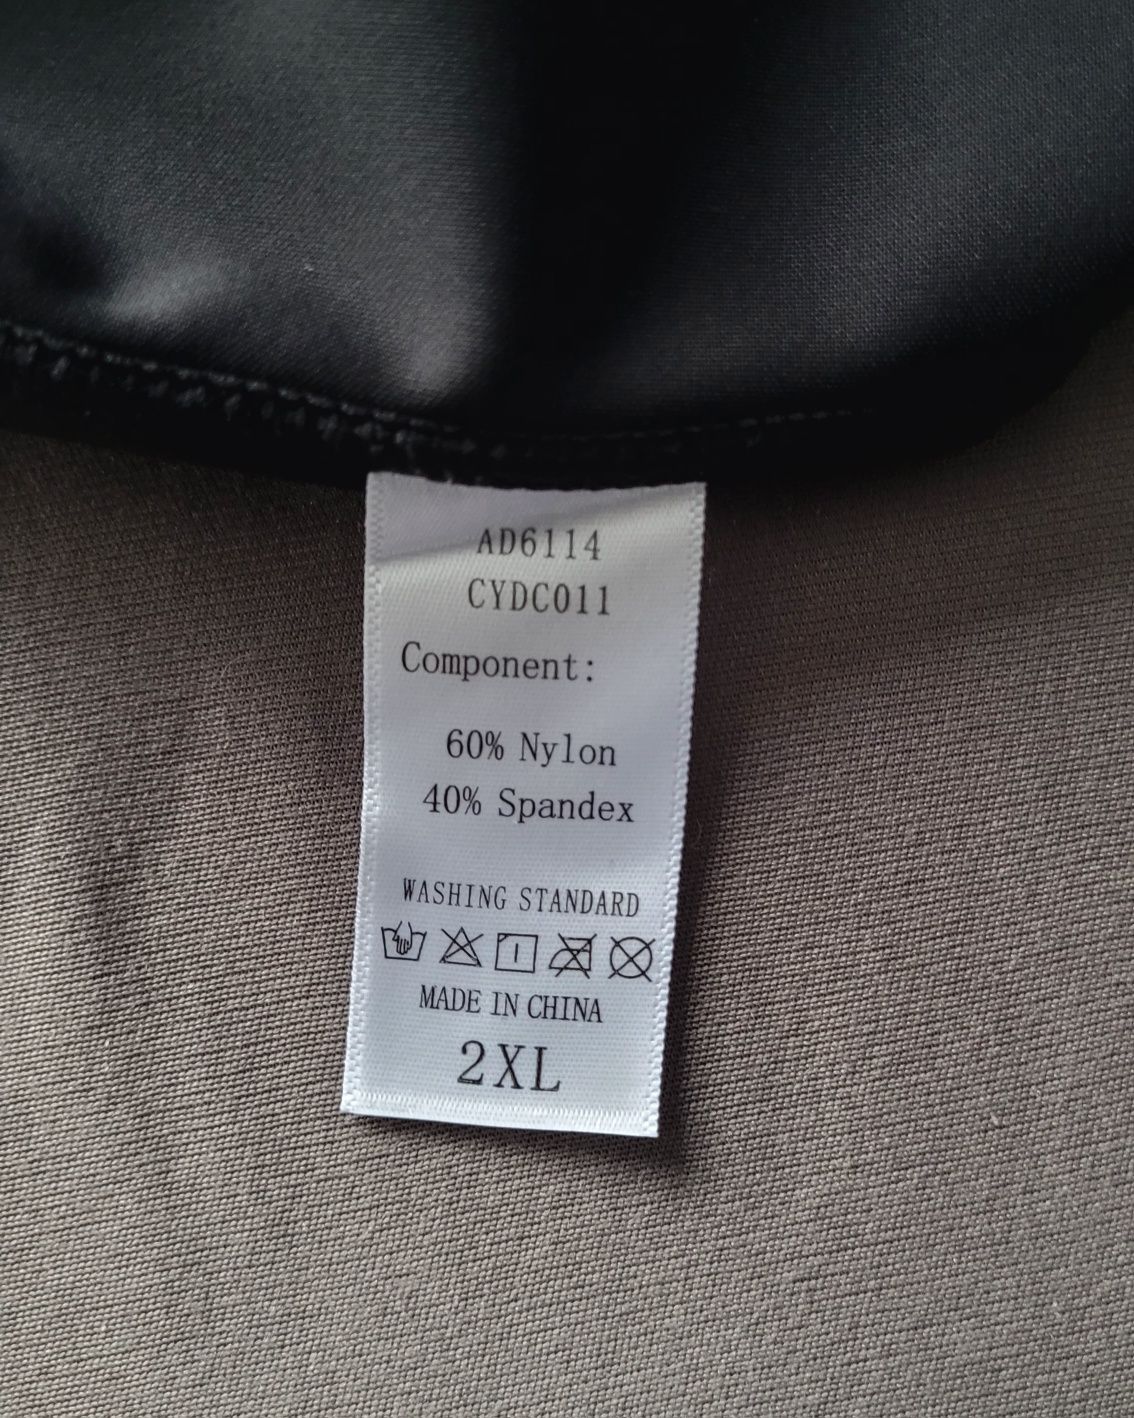 AD6114
CYDC011
Component:
60% Nylon
40% Spandex
WASHING STANDARD
MADE IN CHINA
2XL